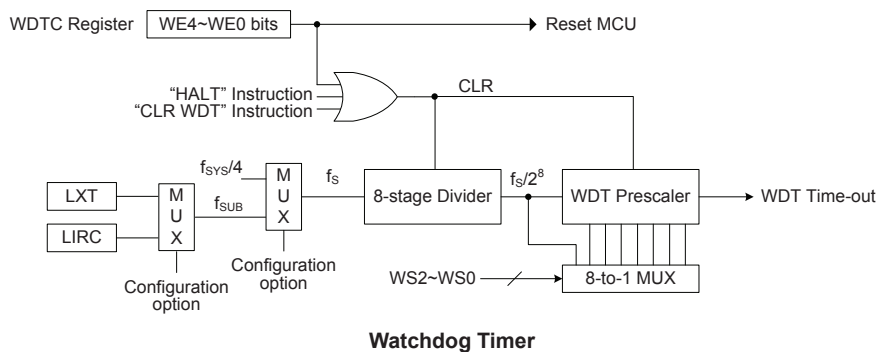 WDTC Register
WE4~WE0 bits
Reset MCU
CLR
“HALT” Instruction
“CLR WDT” Instruction
fSYS/4
fS
8-stage Divider
fS/2⁸
WDT Prescaler
WDT Time-out
LXT
LIRC
M
U
X
fSUB
M
U
X
Configuration
option
Configuration
option
WS2~WS0
8-to-1 MUX
Watchdog Timer